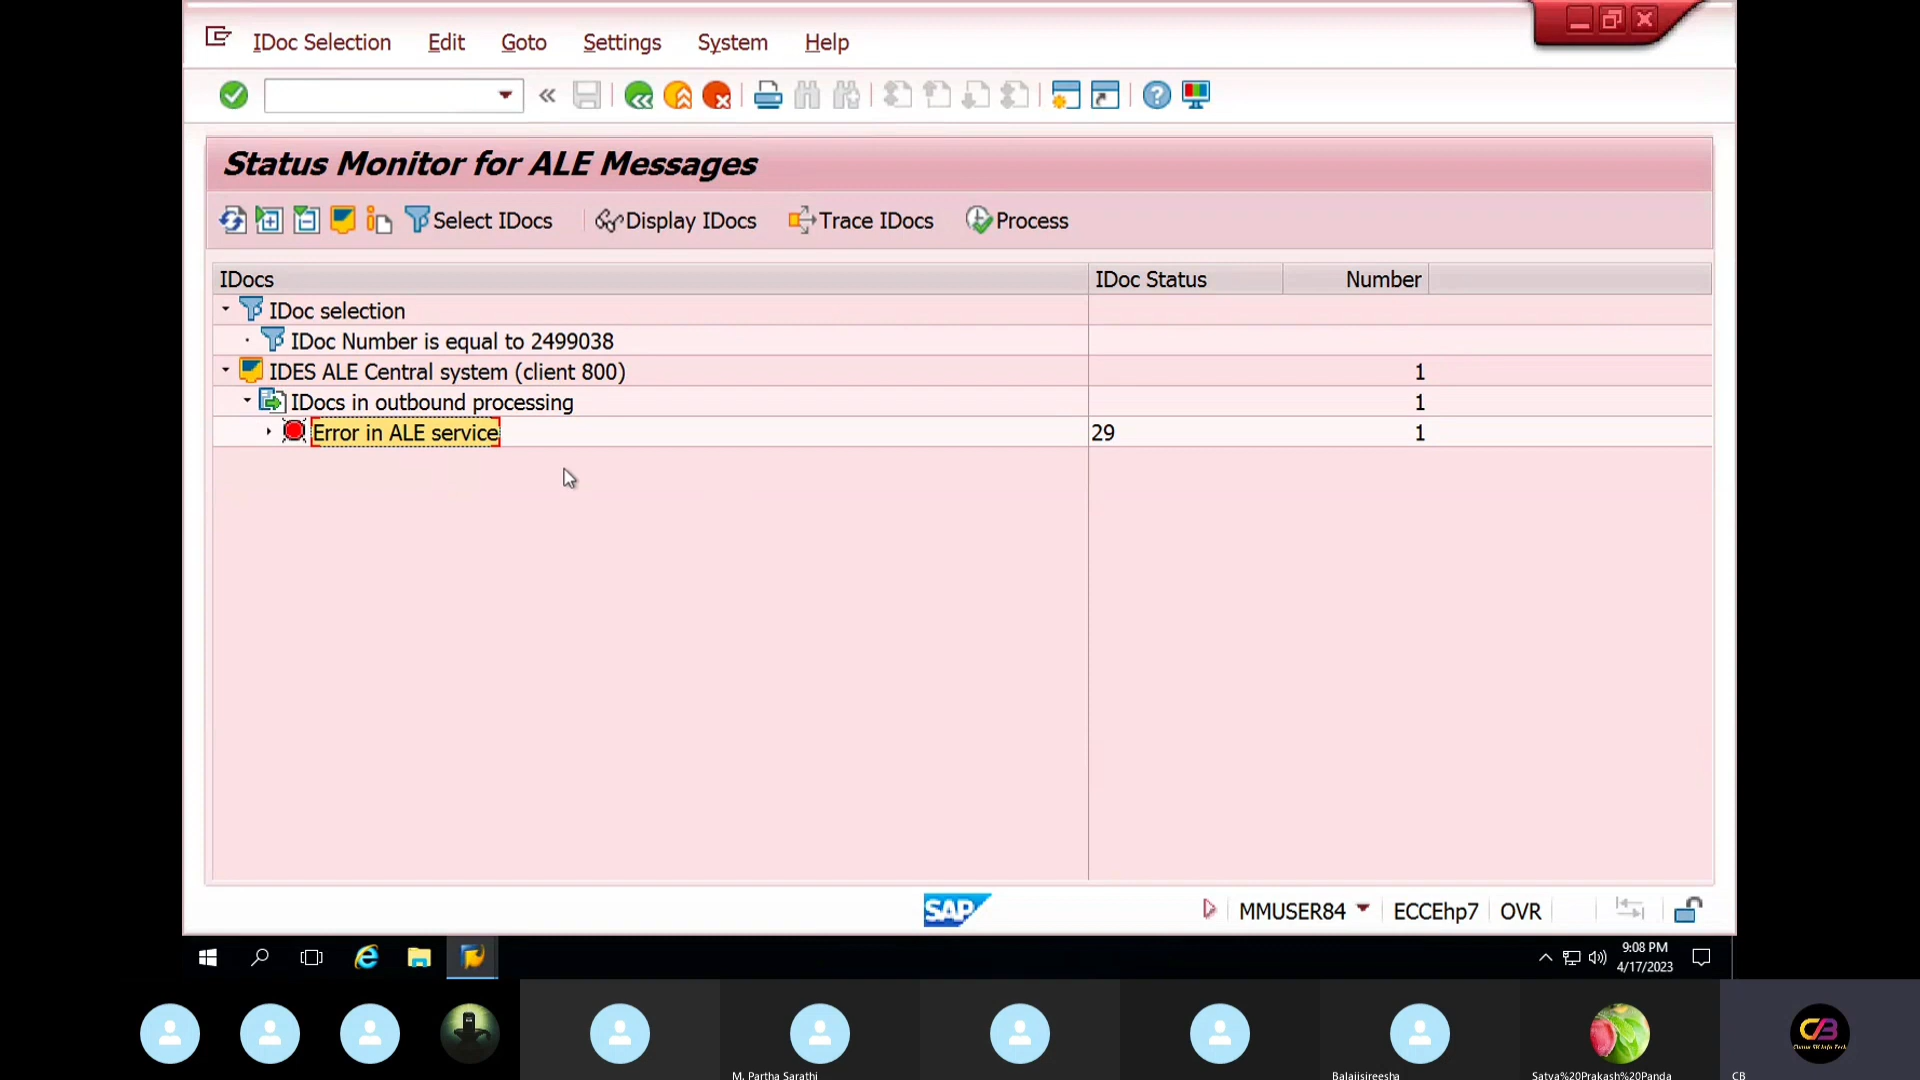 IDoc Selection Edit Goto Settings System Help
Status Monitor for ALE Messages
Select IDocs Display IDocs Trace IDocs Process
IDocs IDoc Status Number
IDoc selection
IDoc Number is equal to 2499038
IDES ALE Central system (client 800) 1
IDocs in outbound processing 1
Error in ALE service 29 1
SAP MMUSER84 ECCEhp7 OVR
9:08 PM
4/17/2023
CB
M. Partha Sarathi Balajisireesha Satya%20Prakash%20Panda CB